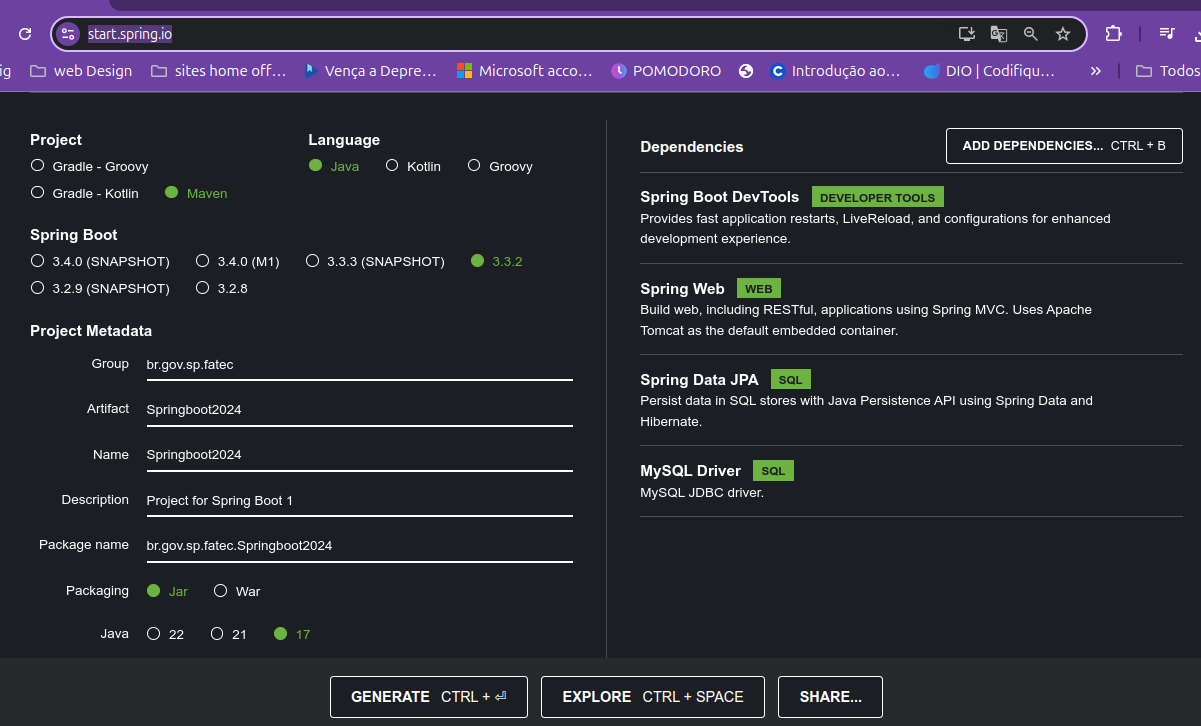 start.spring.io
ig web Design sites home off... Vença a Depre... Microsoft acco... POMODORO Introdução ao... DIO | Codifiqu... » Todos
Project
Gradle - Groovy
Gradle - Kotlin Maven
Language
Java Kotlin Groovy
Spring Boot
3.4.0 (SNAPSHOT) 3.4.0 (M1) 3.3.3 (SNAPSHOT) 3.3.2
3.2.9 (SNAPSHOT) 3.2.8
Project Metadata
Group br.gov.sp.fatec
Artifact Springboot2024
Name Springboot2024
Description Project for Spring Boot 1
Package name br.gov.sp.fatec.Springboot2024
Packaging Jar War
Java 22 21 17
Dependencies ADD DEPENDENCIES... CTRL + B
Spring Boot DevTools DEVELOPER TOOLS
Provides fast application restarts, LiveReload, and configurations for enhanced
development experience.
Spring Web WEB
Build web, including RESTful, applications using Spring MVC. Uses Apache
Tomcat as the default embedded container.
Spring Data JPA SQL
Persist data in SQL stores with Java Persistence API using Spring Data and
Hibernate.
MySQL Driver SQL
MySQL JDBC driver.
GENERATE CTRL + ⏎ EXPLORE CTRL + SPACE SHARE...